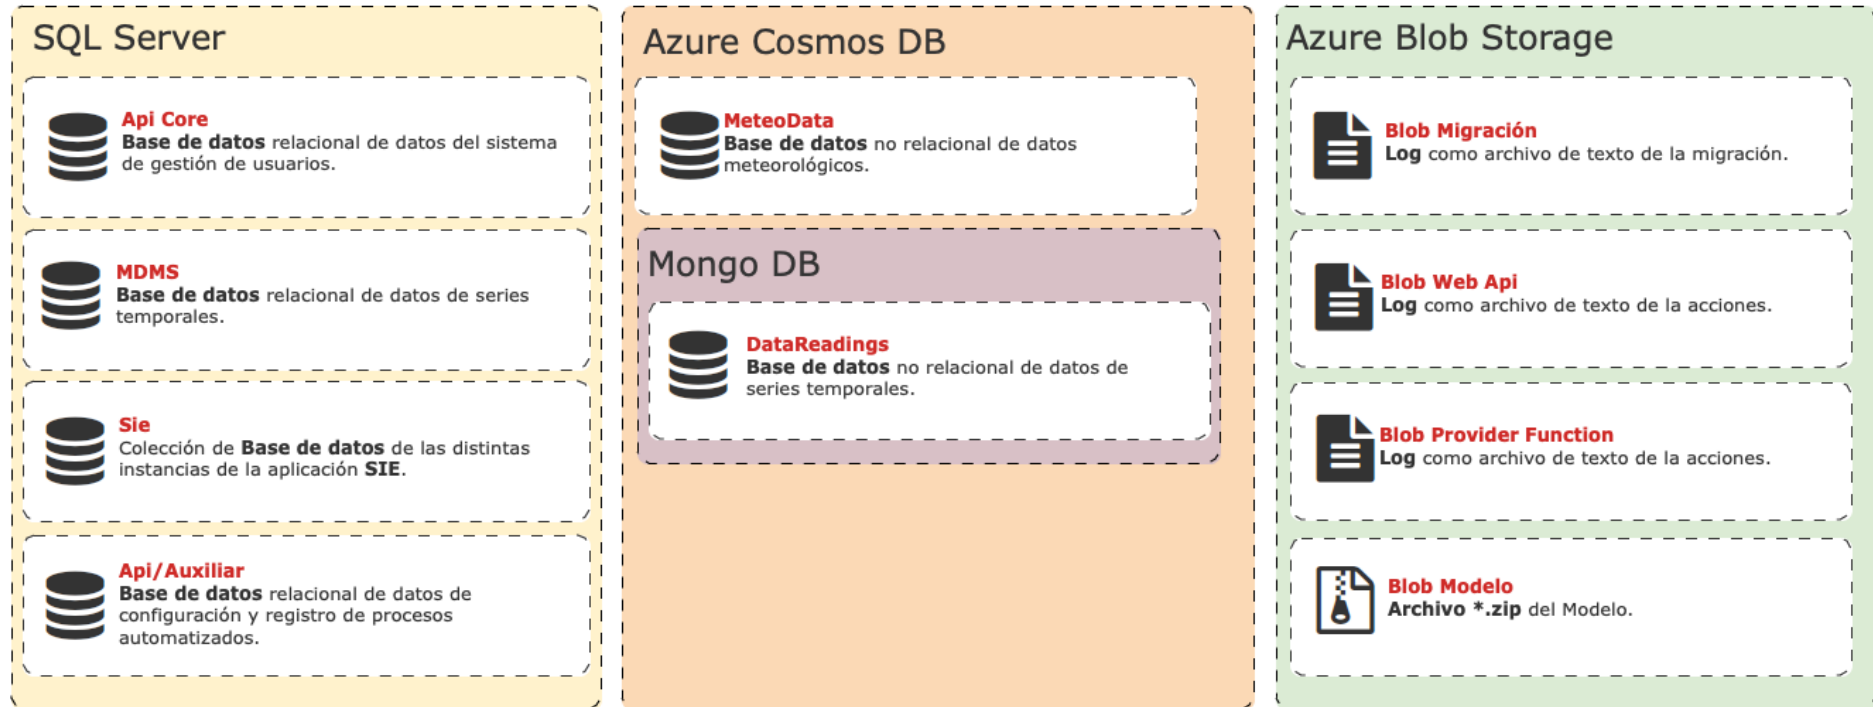 SQL Server
Api Core
Base de datos relacional de datos del sistema
de gestión de usuarios.
MDMS
Base de datos relacional de datos de series
temporales.
Sie
Colección de Base de datos de las distintas
instancias de la aplicación SIE.
Api/Auxiliar
Base de datos relacional de datos de
configuración y registro de procesos
automatizados.
Azure Cosmos DB
MeteoData
Base de datos no relacional de datos
meteorológicos.
Mongo DB
DataReadings
Base de datos no relacional de datos de
series temporales.
Azure Blob Storage
Blob Migración
Log como archivo de texto de la migración.
Blob Web Api
Log como archivo de texto de la acciones.
Blob Provider Function
Log como archivo de texto de la acciones.
Blob Modelo
Archivo *.zip del Modelo.